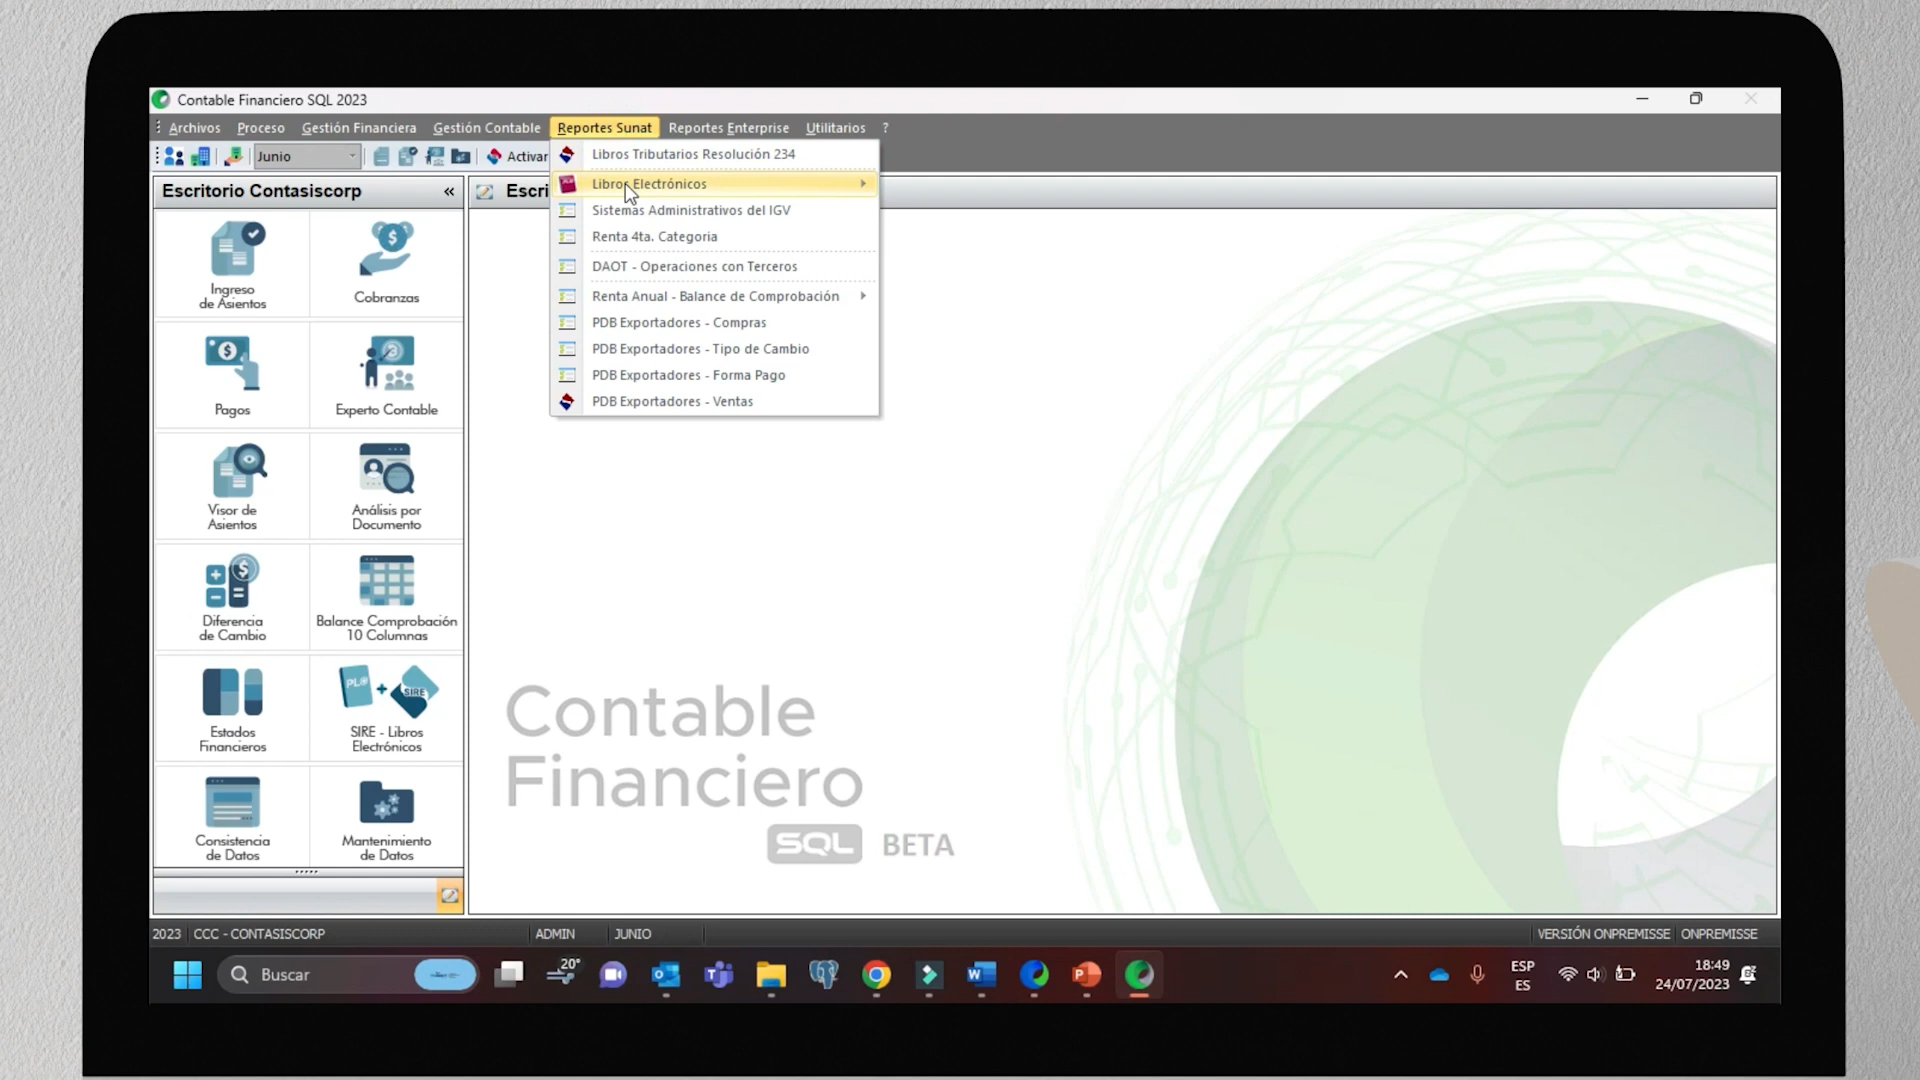 Contable Financiero SQL 2023
Archivos Proceso Gestión Financiera Gestión Contable Reportes Sunat Reportes Enterprise Utilitarios ?
Junio Activar
Libros Tributarios Resolución 234
Libros Electrónicos
Sistemas Administrativos del IGV
Renta 4ta. Categoria
DAOT - Operaciones con Terceros
Renta Anual - Balance de Comprobación
PDB Exportadores - Compras
PDB Exportadores - Tipo de Cambio
PDB Exportadores - Forma Pago
PDB Exportadores - Ventas
Escritorio Contasiscorp «
Escri
Ingreso
de Asientos
Cobranzas
Pagos
Experto Contable
Visor de
Asientos
Análisis por
Documento
Diferencia
de Cambio
Balance Comprobación
10 Columnas
Estados
Financieros
PLE + SIRE
SIRE - Libros
Electrónicos
Consistencia
de Datos
Mantenimiento
de Datos
Contable
Financiero
SQL BETA
2023 CCC - CONTASISCORP ADMIN JUNIO VERSIÓN ONPREMISSE ONPREMISSE
Buscar
20°
ESP
ES
18:49
24/07/2023